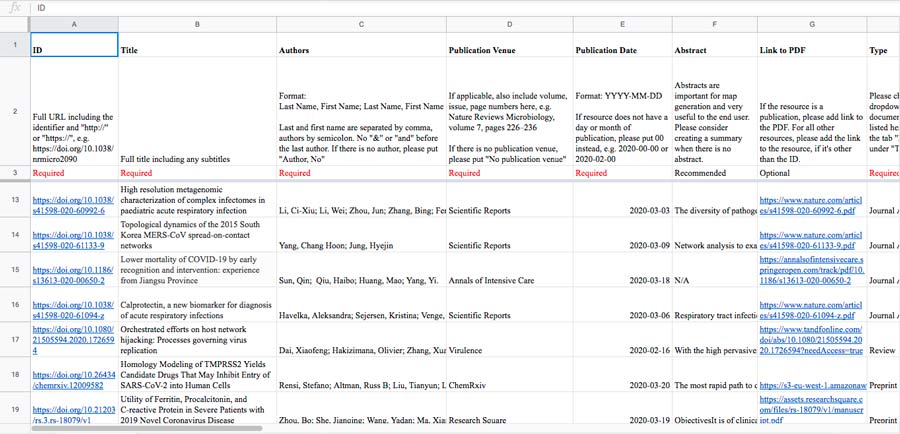 fx ID
A B C D E F G
1 ID Title Authors Publication Venue Publication Date Abstract Link to PDF Type
2
Full URL including the
identifier and "http://"
or "https://", e.g.
https://doi.org/10.1038/
nrmicro2090
Full title including any subtitles
Format:
Last Name, First Name; Last Name, First Name
Last and first name are separated by comma,
authors by semicolon. No "&" or "and" before
the last author. If there is no author, please put
"Author, No"
If applicable, also include volume,
issue, page numbers here, e.g.
Nature Reviews Microbiology,
volume 7, pages 226–236
If there is no publication venue,
please put "No publication venue"
Format: YYYY-MM-DD
If resource does not have a
day or month of
publication, please put 00
instead, e.g. 2020-00-00 or
2020-02-00
Abstracts are
important for map
generation and very
useful to the end user.
Please consider
creating a summary
when there is no
abstract.
If the resource is a
publication, please add link to
the PDF. For all other
resources, please add the link
to the resource, if it's other
than the ID.
Please ch
dropdow
documen
listed he
the tab "
under "T
3 Required Required Required Required Required Recommended Optional Required
13
https://doi.org/10.1038/
s41598-020-60992-6
High resolution metagenomic
characterization of complex infectomes in
paediatric acute respiratory infection
Li, Ci-Xiu; Li, Wei; Zhou, Jun; Zhang, Bing; Fen
Scientific Reports
2020-03-03
The diversity of pathoge
https://www.nature.com/articl
es/s41598-020-60992-6.pdf
Journal A
14
https://doi.org/10.1038/
s41598-020-61133-9
Topological dynamics of the 2015 South
Korea MERS-CoV spread-on-contact
networks
Yang, Chang Hoon; Jung, Hyejin
Scientific Reports
2020-03-09
Network analysis to exa
https://www.nature.com/articl
es/s41598-020-61133-9.pdf
Journal A
15
https://doi.org/10.1186/
s13613-020-00650-2
Lower mortality of COVID-19 by early
recognition and intervention: experience
from Jiangsu Province
Sun, Qin; Qiu, Haibo; Huang, Mao; Yang, Yi.
Annals of Intensive Care
2020-03-18
N/A
https://annalsofintensivecare.s
pringeropen.com/track/pdf/10.
1186/s13613-020-00650-2
Journal A
16
https://doi.org/10.1038/
s41598-020-61094-z
Calprotectin, a new biomarker for diagnosis
of acute respiratory infections
Havelka, Aleksandra; Sejersen, Kristina; Venge,
Scientific Reports
2020-03-06
Respiratory tract infecti
https://www.nature.com/articl
es/s41598-020-61094-z.pdf
Journal A
17
https://doi.org/10.1080/
21505594.2020.172659
4
Orchestrated efforts on host network
hijacking: Processes governing virus
replication
Dai, Xiaofeng; Hakizimana, Olivier; Zhang, Xua
Virulence
2020-02-16
With the high pervasive
https://www.tandfonline.com/
doi/abs/10.1080/21505594.20
20.1726594?needAccess=true
Review
18
https://doi.org/10.26434
/chemrxiv.12009582
Homology Modeling of TMPRSS2 Yields
Candidate Drugs That May Inhibit Entry of
SARS-CoV-2 into Human Cells
Rensi, Stefano; Altman, Russ B; Liu, Tianyun; L
ChemRxiv
2020-03-20
The most rapid path to d
https://s3-eu-west-1.amazonaw
Preprint
19
https://doi.org/10.21203
/rs.3.rs-18079/v1
Utility of Ferritin, Procalcitonin, and
C-reactive Protein in Severe Patients with
2019 Novel Coronavirus Disease
Zhou, Bo; She, Jianqing; Wang, Yadan; Ma, Xian
Research Square
2020-03-19
ObjectivesIt is of clinica
https://assets.researchsquare.c
om/files/rs-18079/v1/manuscr
ipt.pdf
Preprint